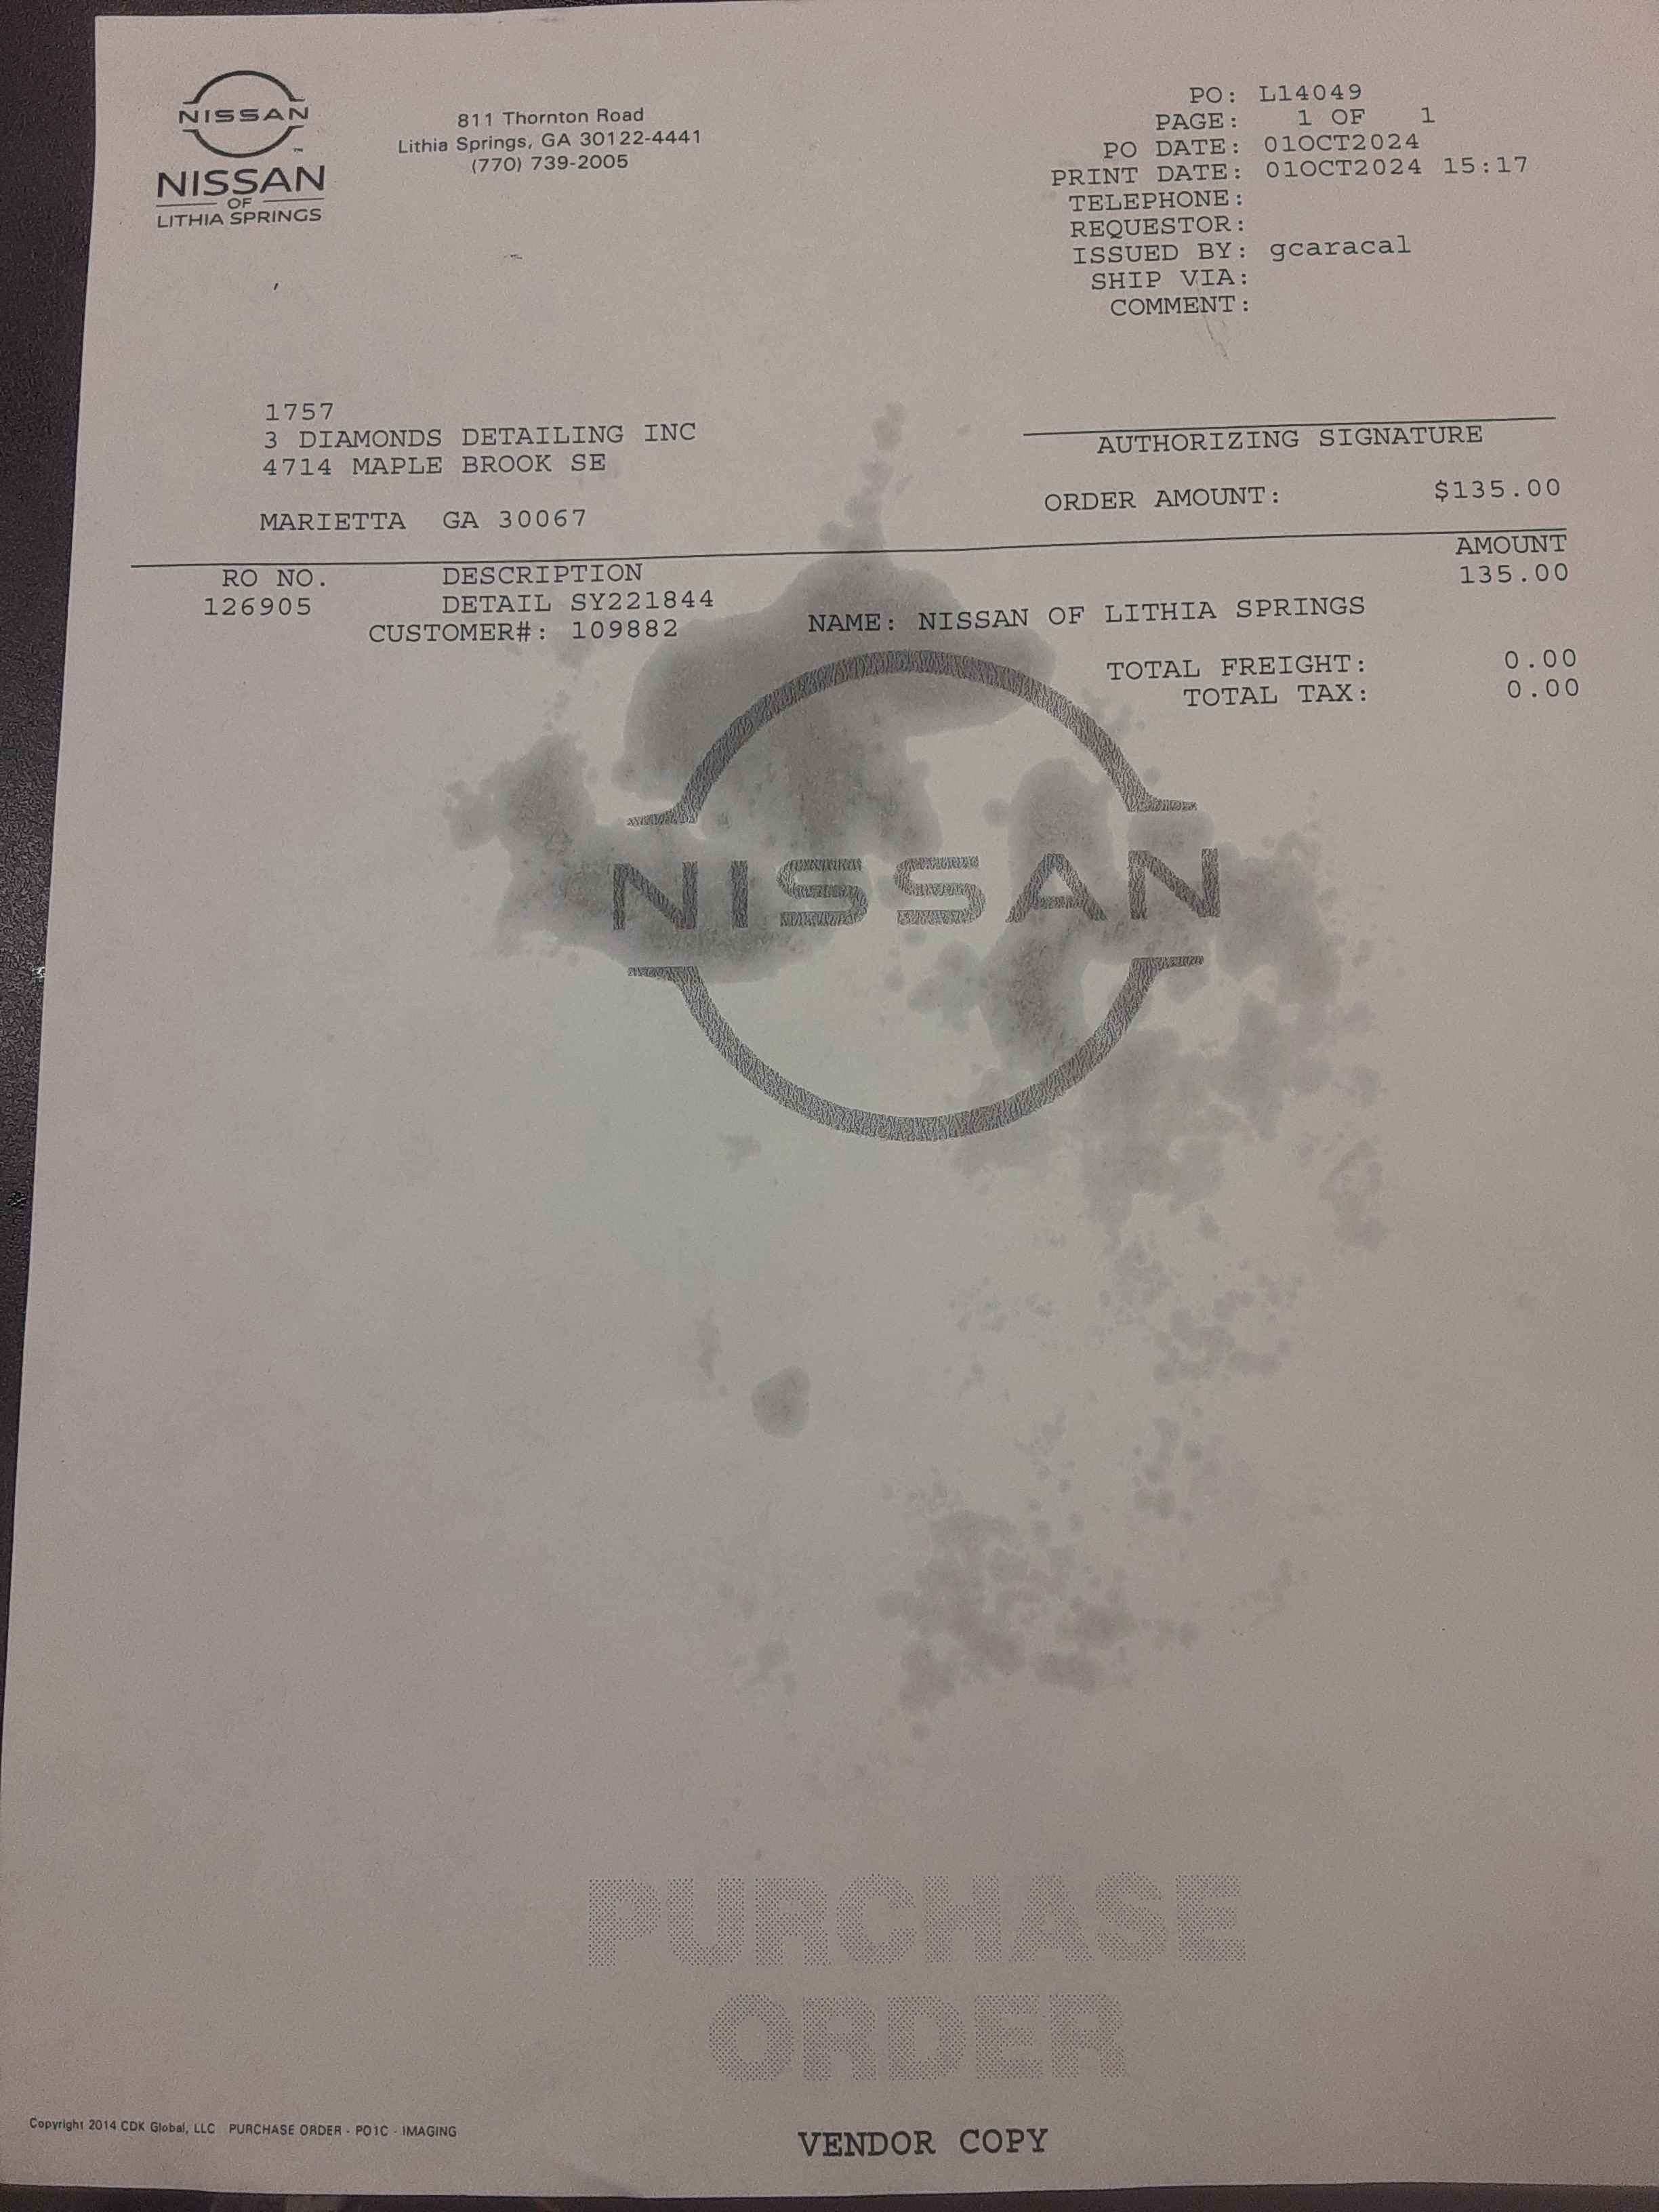 NISSAN
NISSAN
OF
LITHIA SPRINGS
811 Thornton Road
Lithia Springs, GA 30122-4441
(770) 739-2005
PO: L14049
PAGE: 1 OF 1
PO DATE: 01OCT2024
PRINT DATE: 01OCT2024 15:17
TELEPHONE:
REQUESTOR:
ISSUED BY: gcaracal
SHIP VIA:
COMMENT:
1757
3 DIAMONDS DETAILING INC
4714 MAPLE BROOK SE
MARIETTA GA 30067
AUTHORIZING SIGNATURE
ORDER AMOUNT: $135.00
RO NO. DESCRIPTION AMOUNT
126905 DETAIL SY221844 135.00
CUSTOMER#: 109882 NAME: NISSAN OF LITHIA SPRINGS
TOTAL FREIGHT: 0.00
TOTAL TAX: 0.00
NISSAN
PURCHASE
ORDER
Copyright 2014 CDK Global, LLC PURCHASE ORDER - PO1C - IMAGING
VENDOR COPY